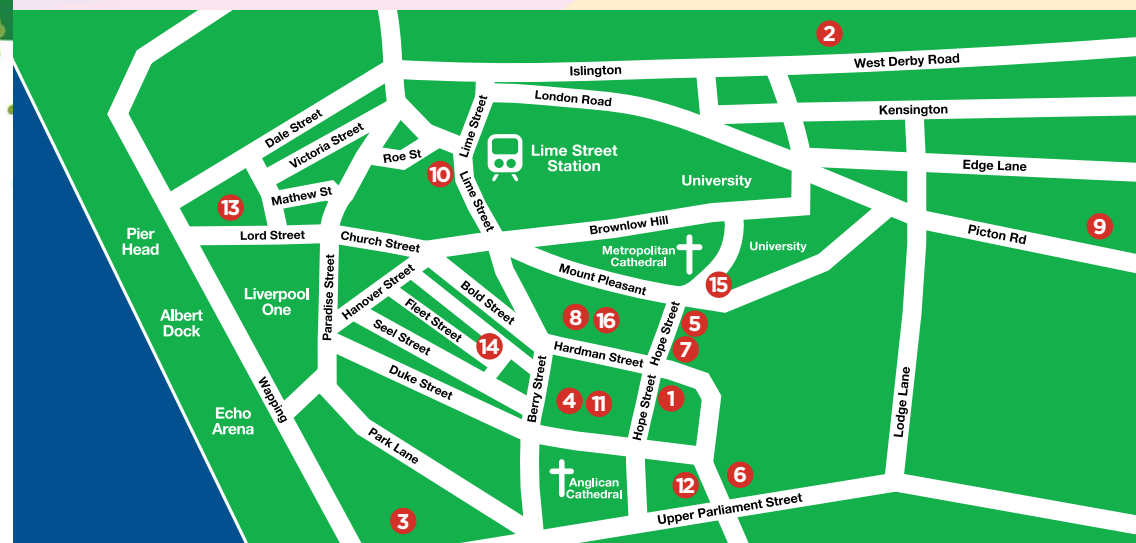 2
Islington
West Derby Road
London Road
Kensington
Dale Street
Victoria Street
Lime Street
Roe St
Lime Street
Station
Edge Lane
10
Lime Street
University
Mathew St
13
9
Pier
Head
Lord Street
Church Street
Brownlow Hill
Metropolitan
Cathedral
University
Picton Rd
Mount Pleasant
15
Liverpool
One
Paradise Street
Hanover Street
Bold Street
Albert
Dock
Fleet Street
Seel Street
14
8
16
Hope Street
5
7
Hardman Street
Duke Street
Berry Street
4
11
Hope Street
1
Lodge Lane
Wapping
Echo
Arena
Park Lane
Anglican
Cathedral
12
6
Upper Parliament Street
3